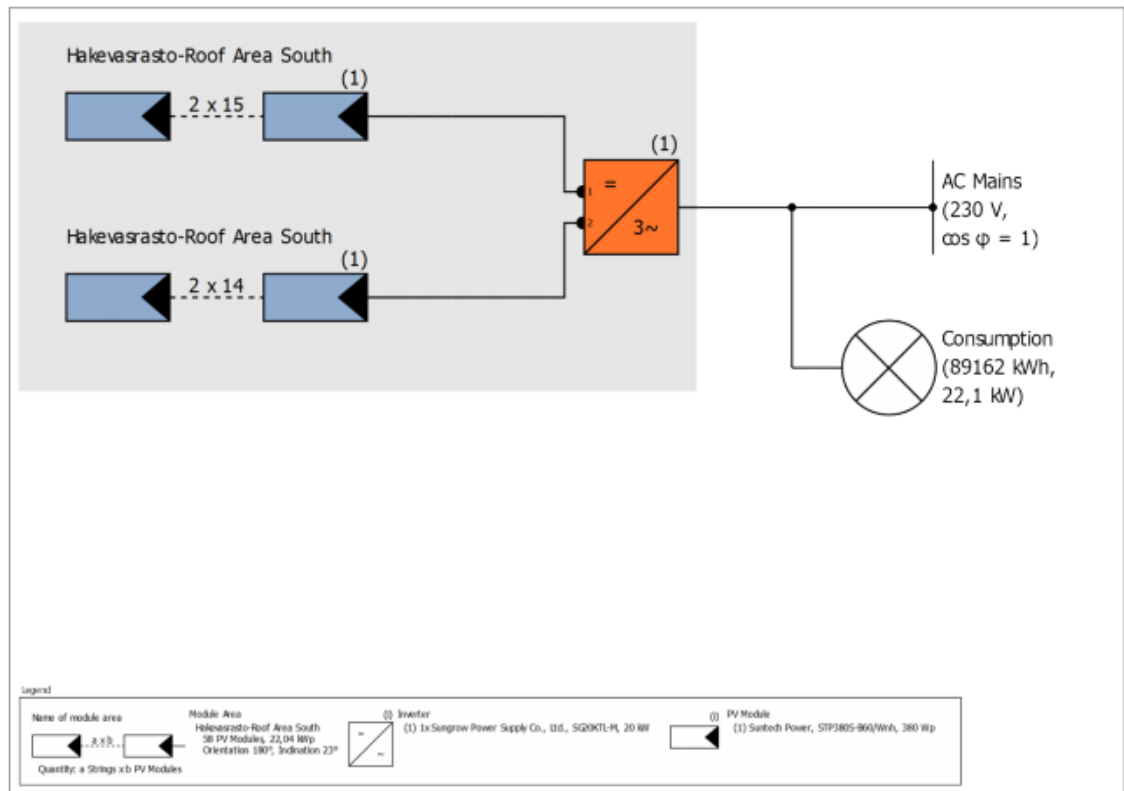 Hakevasrasto-Roof Area South
(1)
2 x 15
(1)
1
=
2
3~
Hakevasrasto-Roof Area South
(1)
2 x 14
AC Mains
(230 V,
cos φ = 1)
Consumption
(89162 kWh,
22,1 kW)
Legend
Name of module area
a x b
Quantity: a Strings x b PV Modules
Module Area
Hakevasrasto-Roof Area South
58 PV Modules, 22,04 kWp
Orientation 180°, Inclination 23°
(i) Inverter
=
~
(1) 1x Sungrow Power Supply Co., Ltd., SG20KTL-M, 20 kW
(i) PV Module
(1) Suntech Power, STP380S-B60/Wnh, 380 Wp